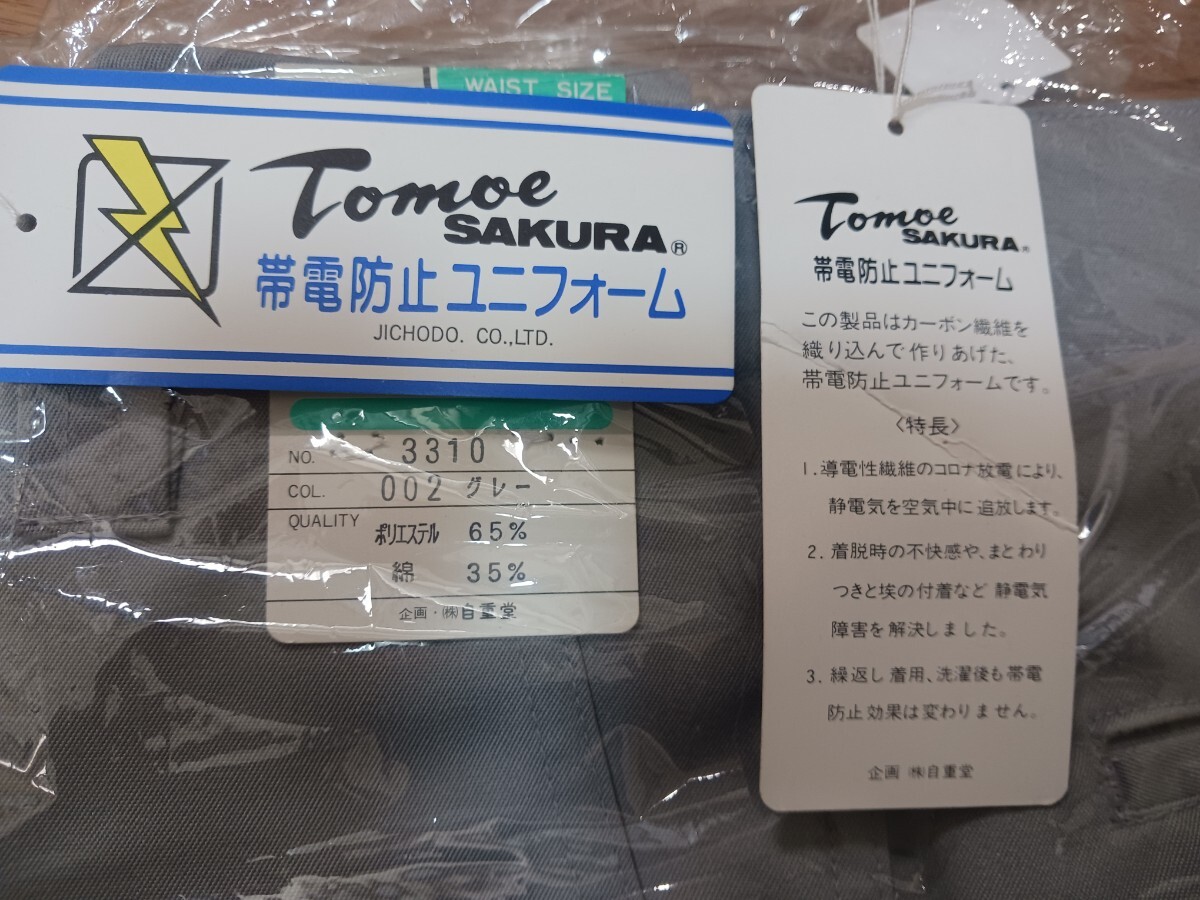 WAIST SIZE
Tomoe
SAKURA®
帯電防止ユニフォーム
JICHODO. CO.,LTD.
NO. 3310
COL. 002 グレー
QUALITY ポリエステル 65%
綿 35%
企画・㈱自重堂
Tomoe
SAKURA®
帯電防止ユニフォーム
この製品はカーボン繊維を
織り込んで作りあげた、
帯電防止ユニフォームです。
〈特長〉
1.導電性繊維のコロナ放電により、
静電気を空気中に追放します。
2.着脱時の不快感や、まとわり
つきと埃の付着など静電気
障害を解決しました。
3.繰返し着用、洗濯後も帯電
防止効果は変わりません。
企画 ㈱自重堂